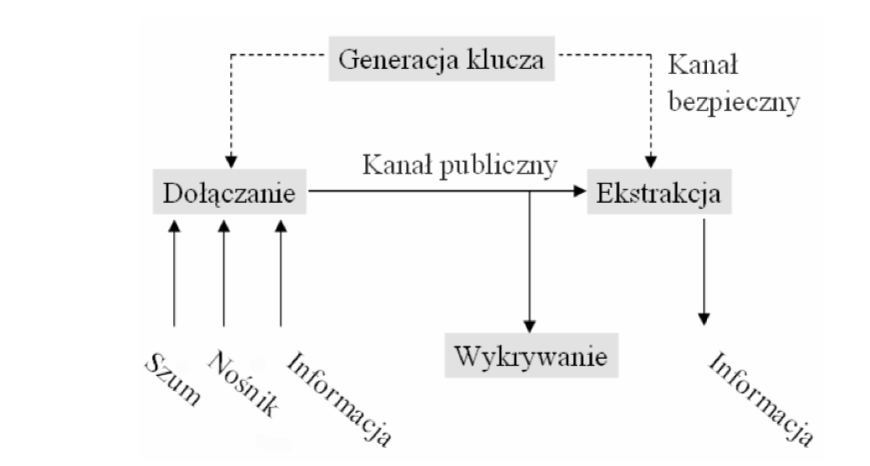 Generacja klucza
Kanał
bezpieczny
Kanał publiczny
Dołączanie
Ekstrakcja
Wykrywanie
Szum
Nośnik
Informacja
Informacja